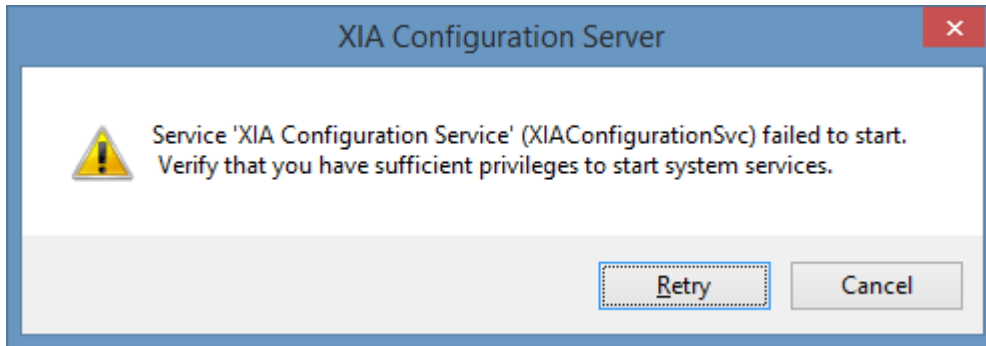 XIA Configuration Server
Service 'XIA Configuration Service' (XIAConfigurationSvc) failed to start.
Verify that you have sufficient privileges to start system services.
Retry
Cancel